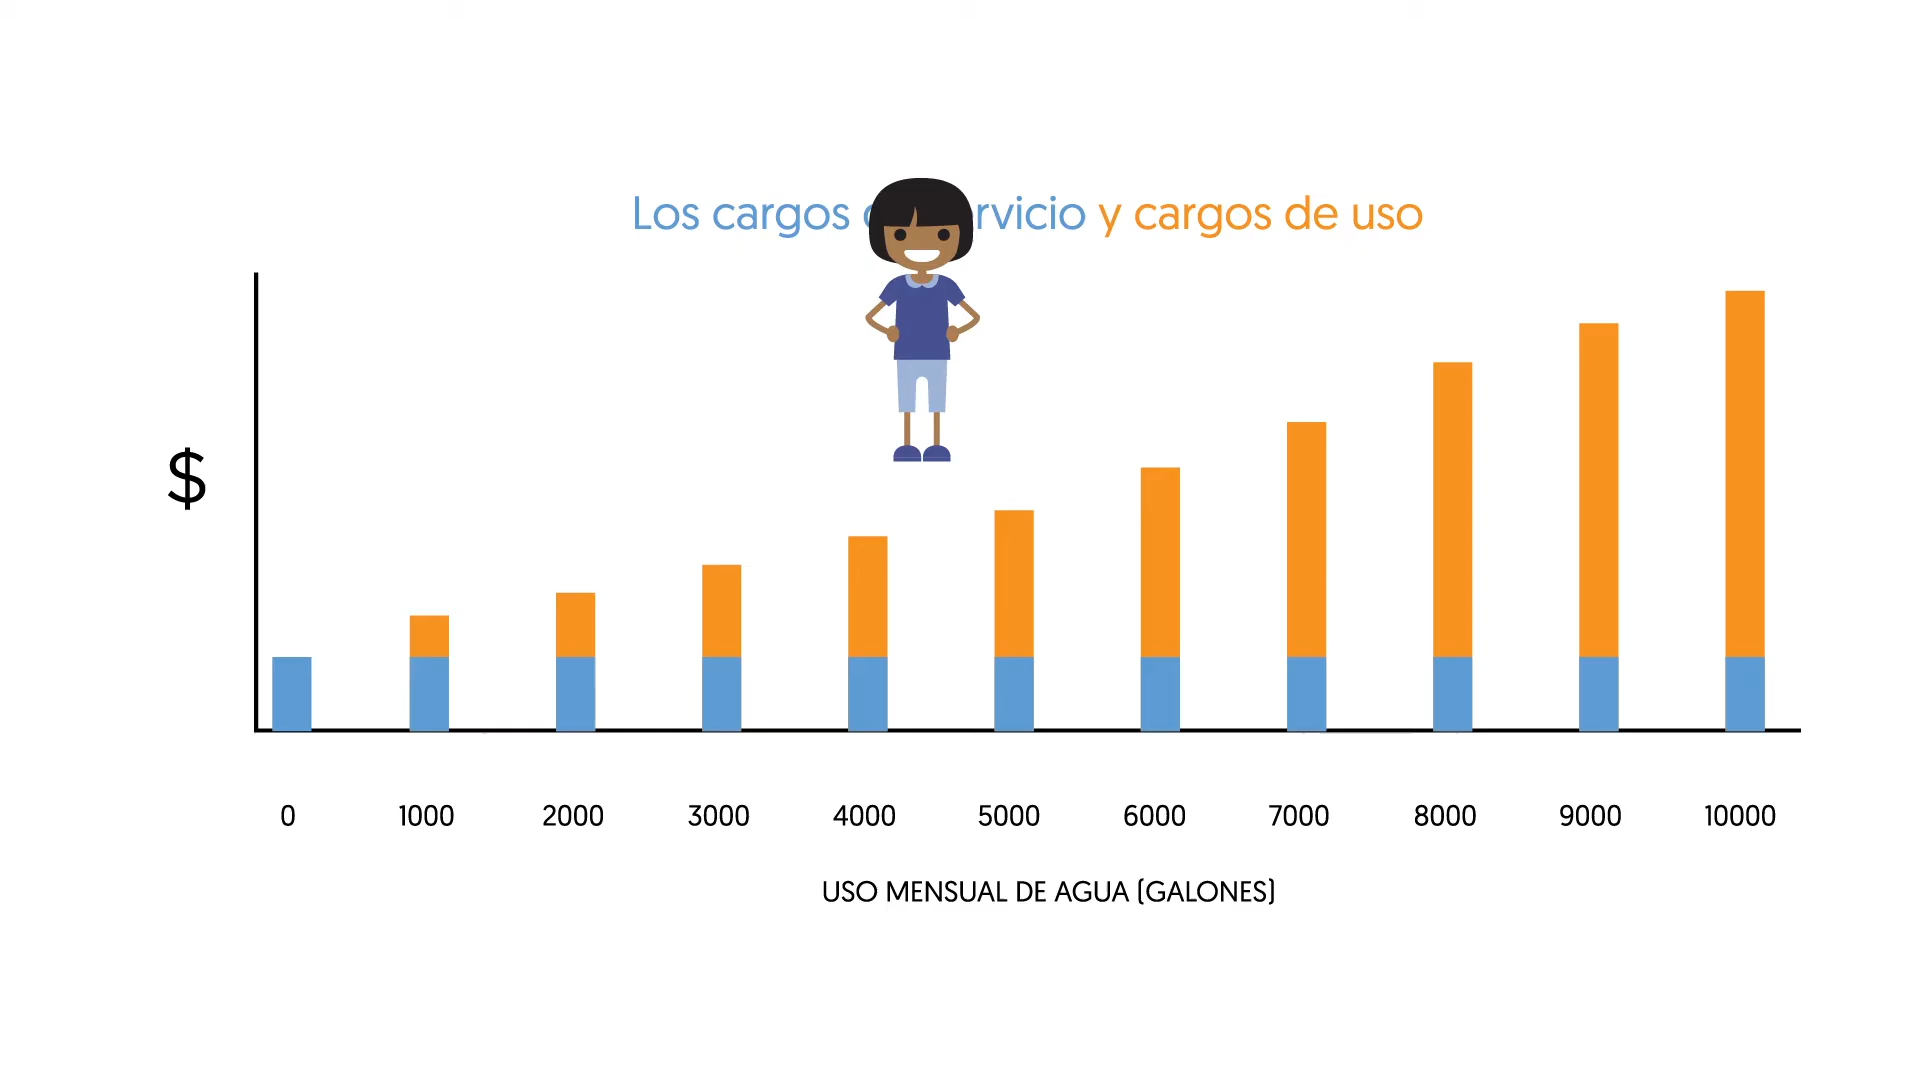 Los cargos rvicio y cargos de uso
$
0 1000 2000 3000 4000 5000 6000 7000 8000 9000 10000
USO MENSUAL DE AGUA (GALONES)